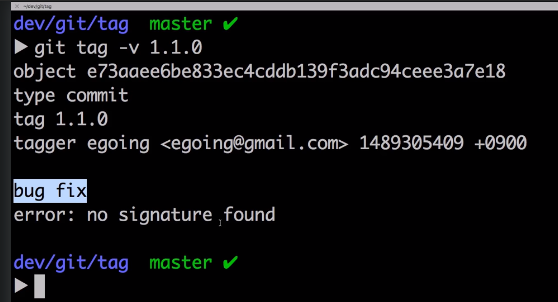 ~/dev/git/tag
dev/git/tag master ✔
▶ git tag -v 1.1.0
object e73aaee6be833ec4cddb139f3adc94ceee3a7e18
type commit
tag 1.1.0
tagger egoing <egoing@gmail.com> 1489305409 +0900
bug fix
error: no signature found
dev/git/tag master ✔
▶